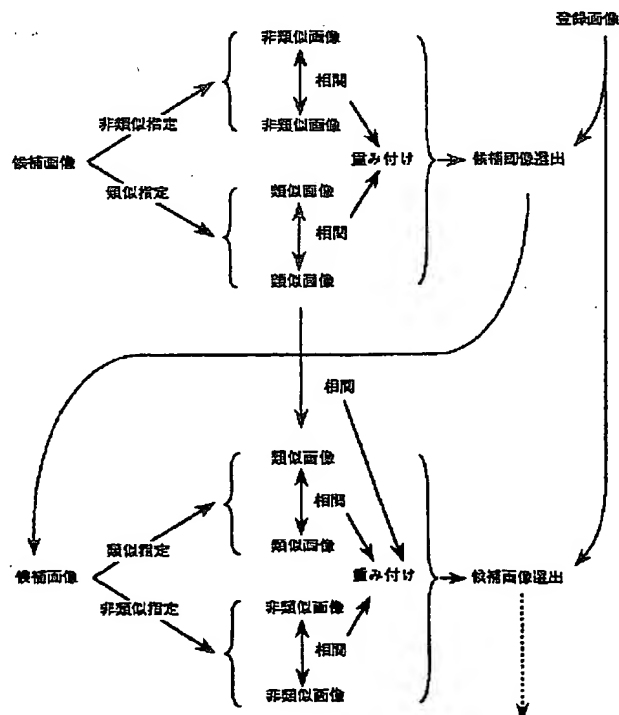 登録画像
非類似画像
相関
非類似画像
非類似指定
候補画像
重み付け
候補画像選出
類似指定
類似画像
相関
類似画像
相関
類似画像
相関
類似画像
類似指定
候補画像
重み付け
候補画像選出
非類似指定
非類似画像
相関
非類似画像